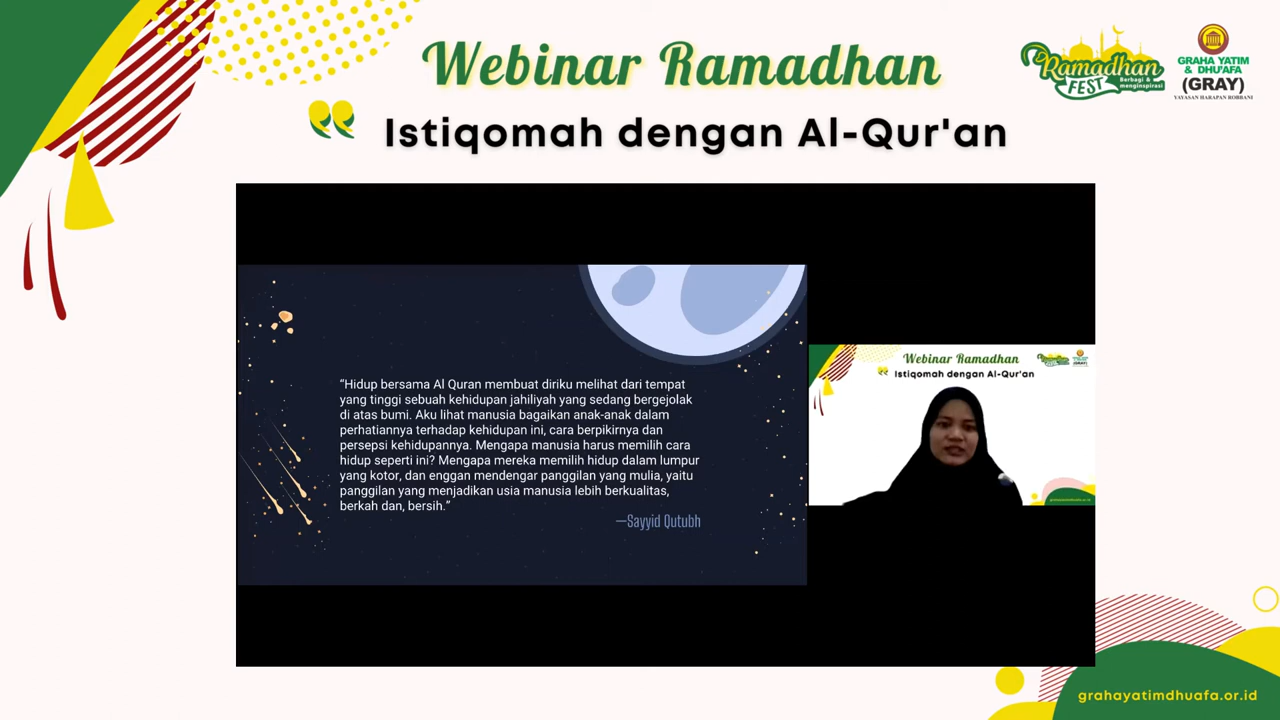 Webinar Ramadhan
Istiqomah dengan Al-Qur'an
Ramadhan
FEST
Berbagi &
menginspirasi
GRAHA YATIM
& DHU'AFA
(GRAY)
YAYASAN HARAPAN ROBBANI
“Hidup bersama Al Quran membuat diriku melihat dari tempat
yang tinggi sebuah kehidupan jahiliyah yang sedang bergejolak
di atas bumi. Aku lihat manusia bagaikan anak-anak dalam
perhatiannya terhadap kehidupan ini, cara berpikirnya dan
persepsi kehidupannya. Mengapa manusia harus memilih cara
hidup seperti ini? Mengapa mereka memilih hidup dalam lumpur
yang kotor, dan enggan mendengar panggilan yang mulia, yaitu
panggilan yang menjadikan usia manusia lebih berkualitas,
berkah dan, bersih.”
—Sayyid Qutubh
Webinar Ramadhan
Istiqomah dengan Al-Qur'an
grahayatimdhuafa.or.id
grahayatimdhuafa.or.id